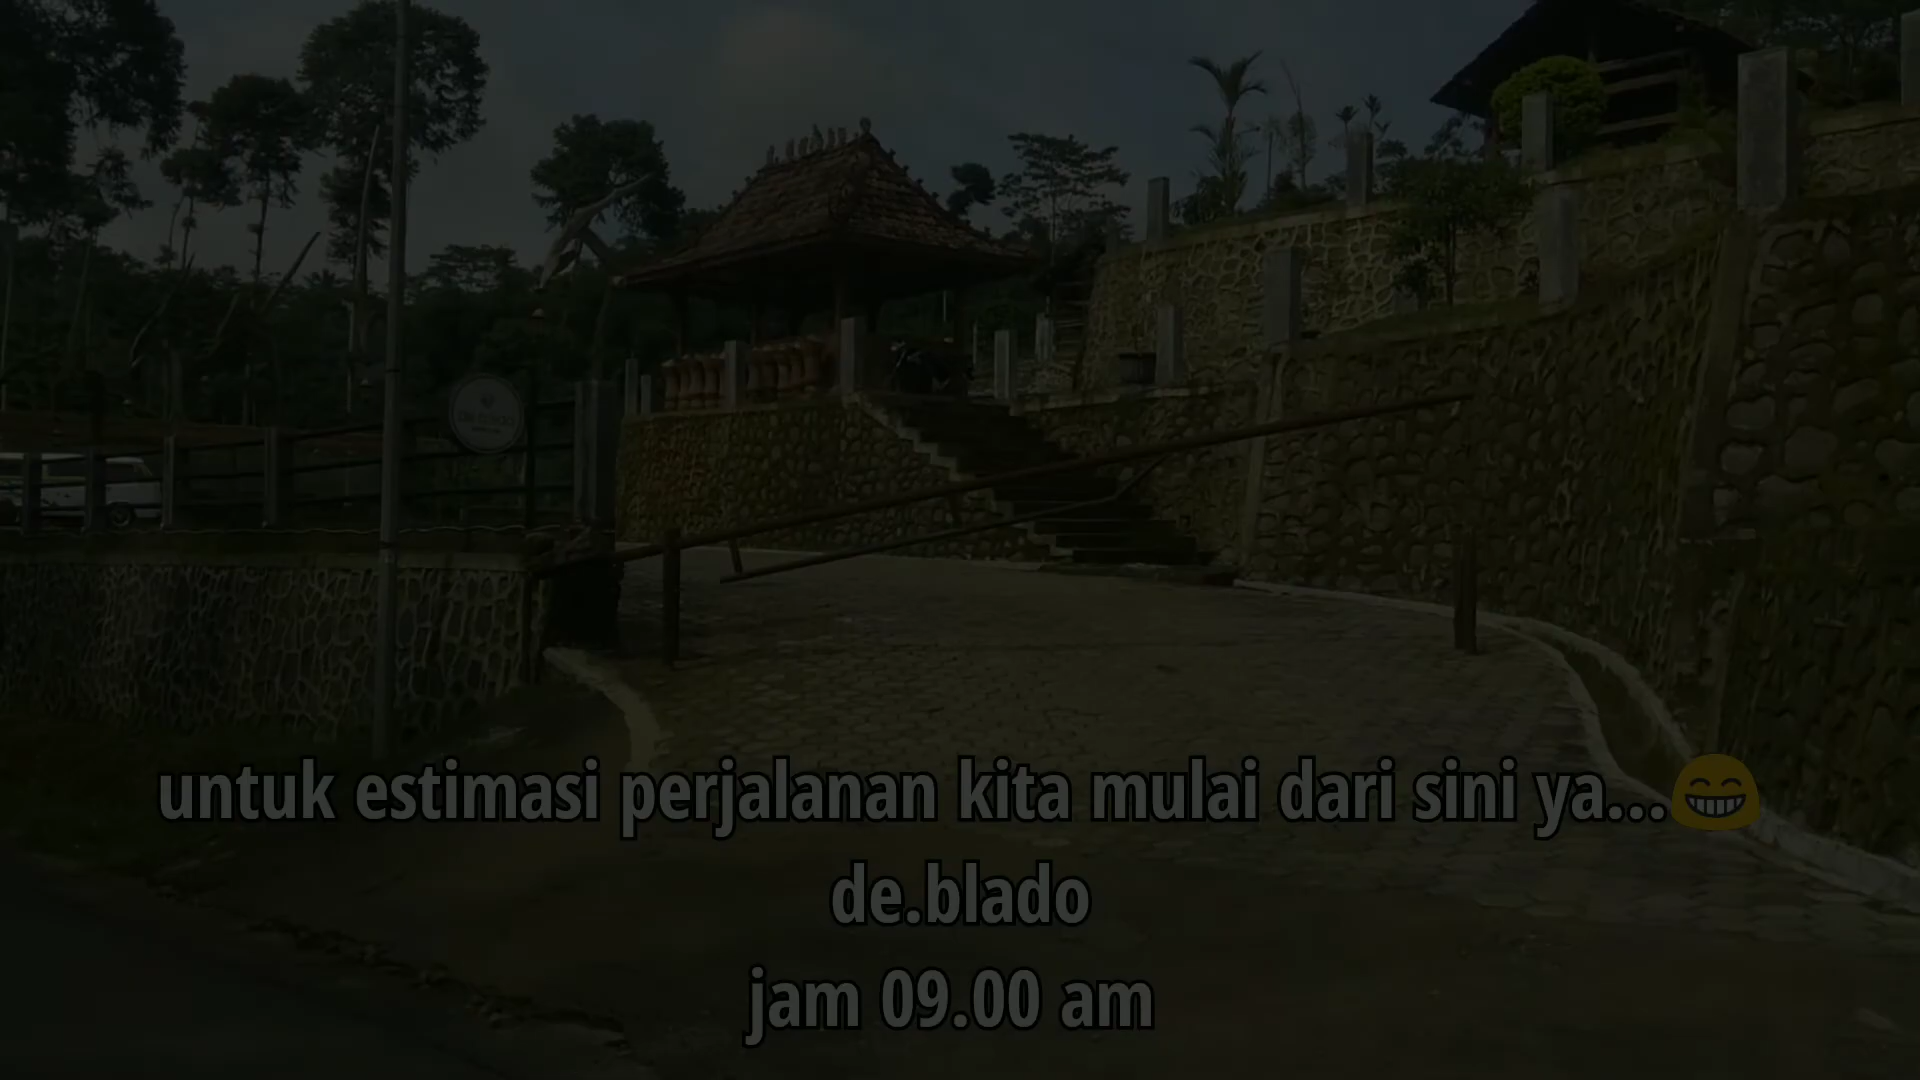 untuk estimasi perjalanan kita mulai dari sini ya...😁
de.blado
jam 09.00 am